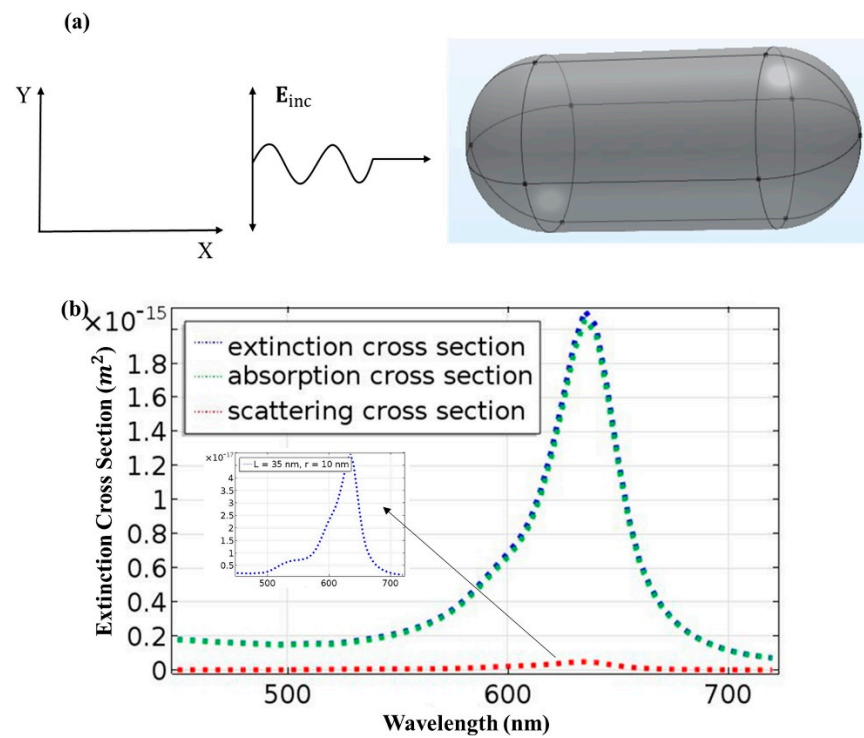 (a)
Y
E_inc
X
(b)
×10⁻¹⁵
extinction cross section
absorption cross section
scattering cross section
Extinction Cross Section (m²)
1.8
1.6
1.4
1.2
1
0.8
0.6
0.4
0.2
0
×10⁻¹⁷
L = 35 nm, r = 10 nm
4
3.5
3
2.5
2
1.5
1
0.5
500 600 700
500 600 700
Wavelength (nm)